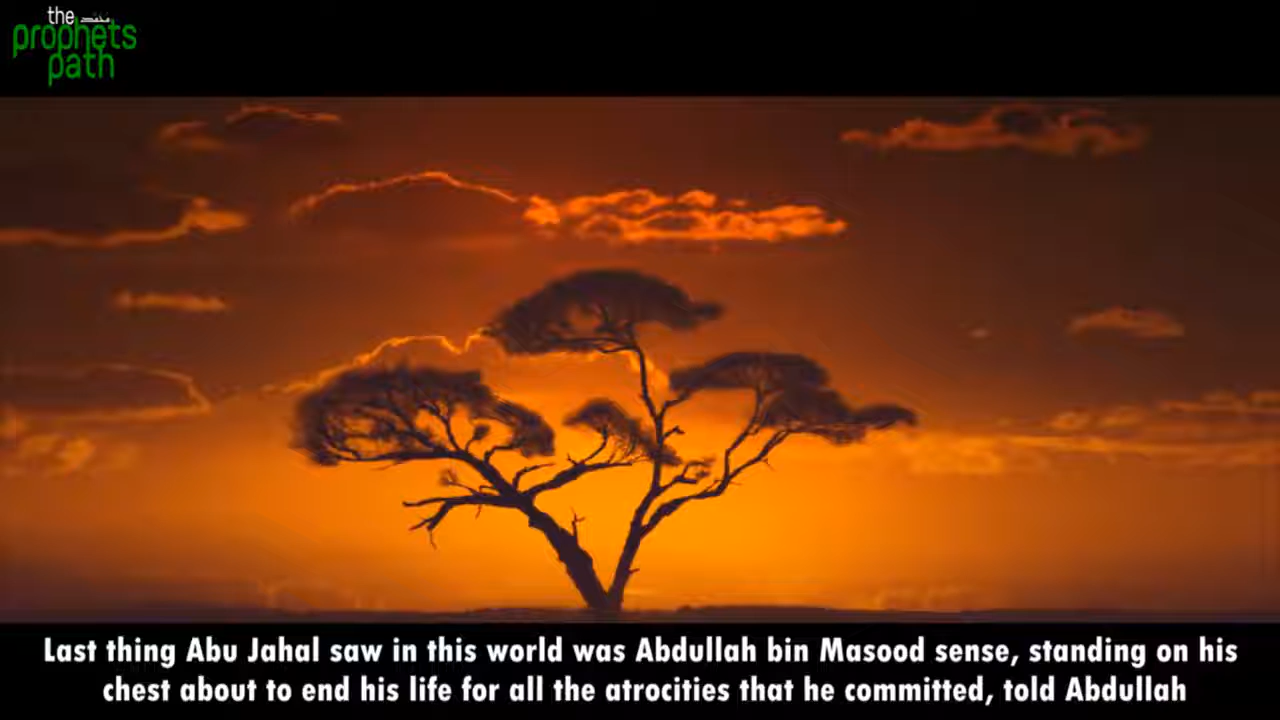 the محمد
prophets
path
Last thing Abu Jahal saw in this world was Abdullah bin Masood sense, standing on his
chest about to end his life for all the atrocities that he committed, told Abdullah